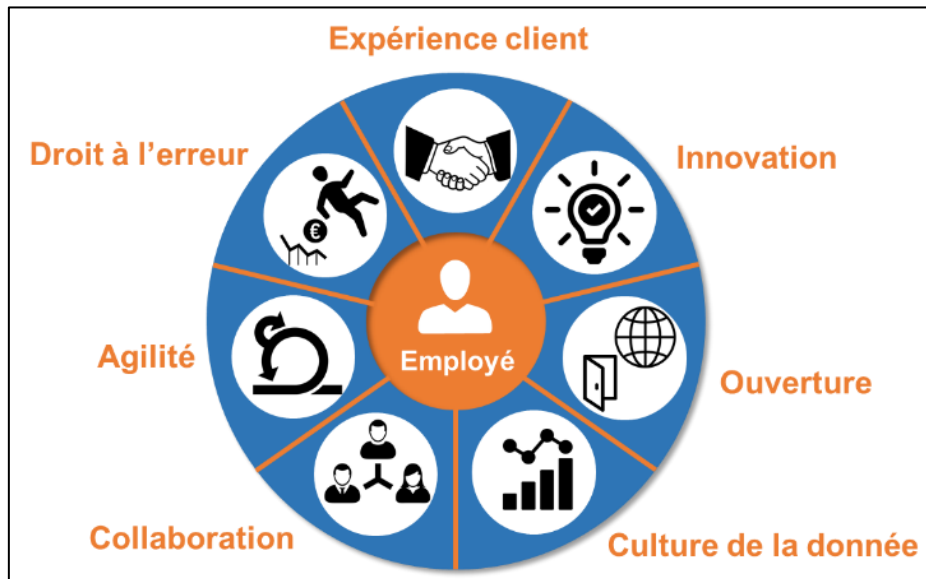 Expérience client
Droit à l’erreur
Innovation
Agilité
Employé
Ouverture
Collaboration
Culture de la donnée
€